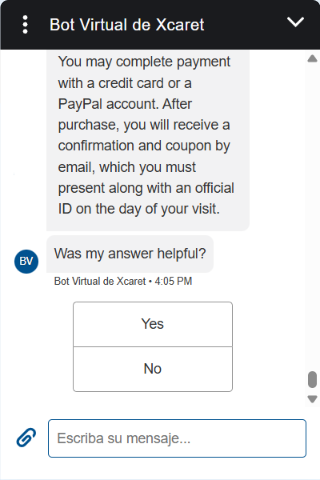 Bot Virtual de Xcaret
You may complete payment
with a credit card or a
PayPal account. After
purchase, you will receive a
confirmation and coupon by
email, which you must
present along with an official
ID on the day of your visit.
Was my answer helpful?
BV
Bot Virtual de Xcaret • 4:05 PM
Yes
No
Escriba su mensaje...